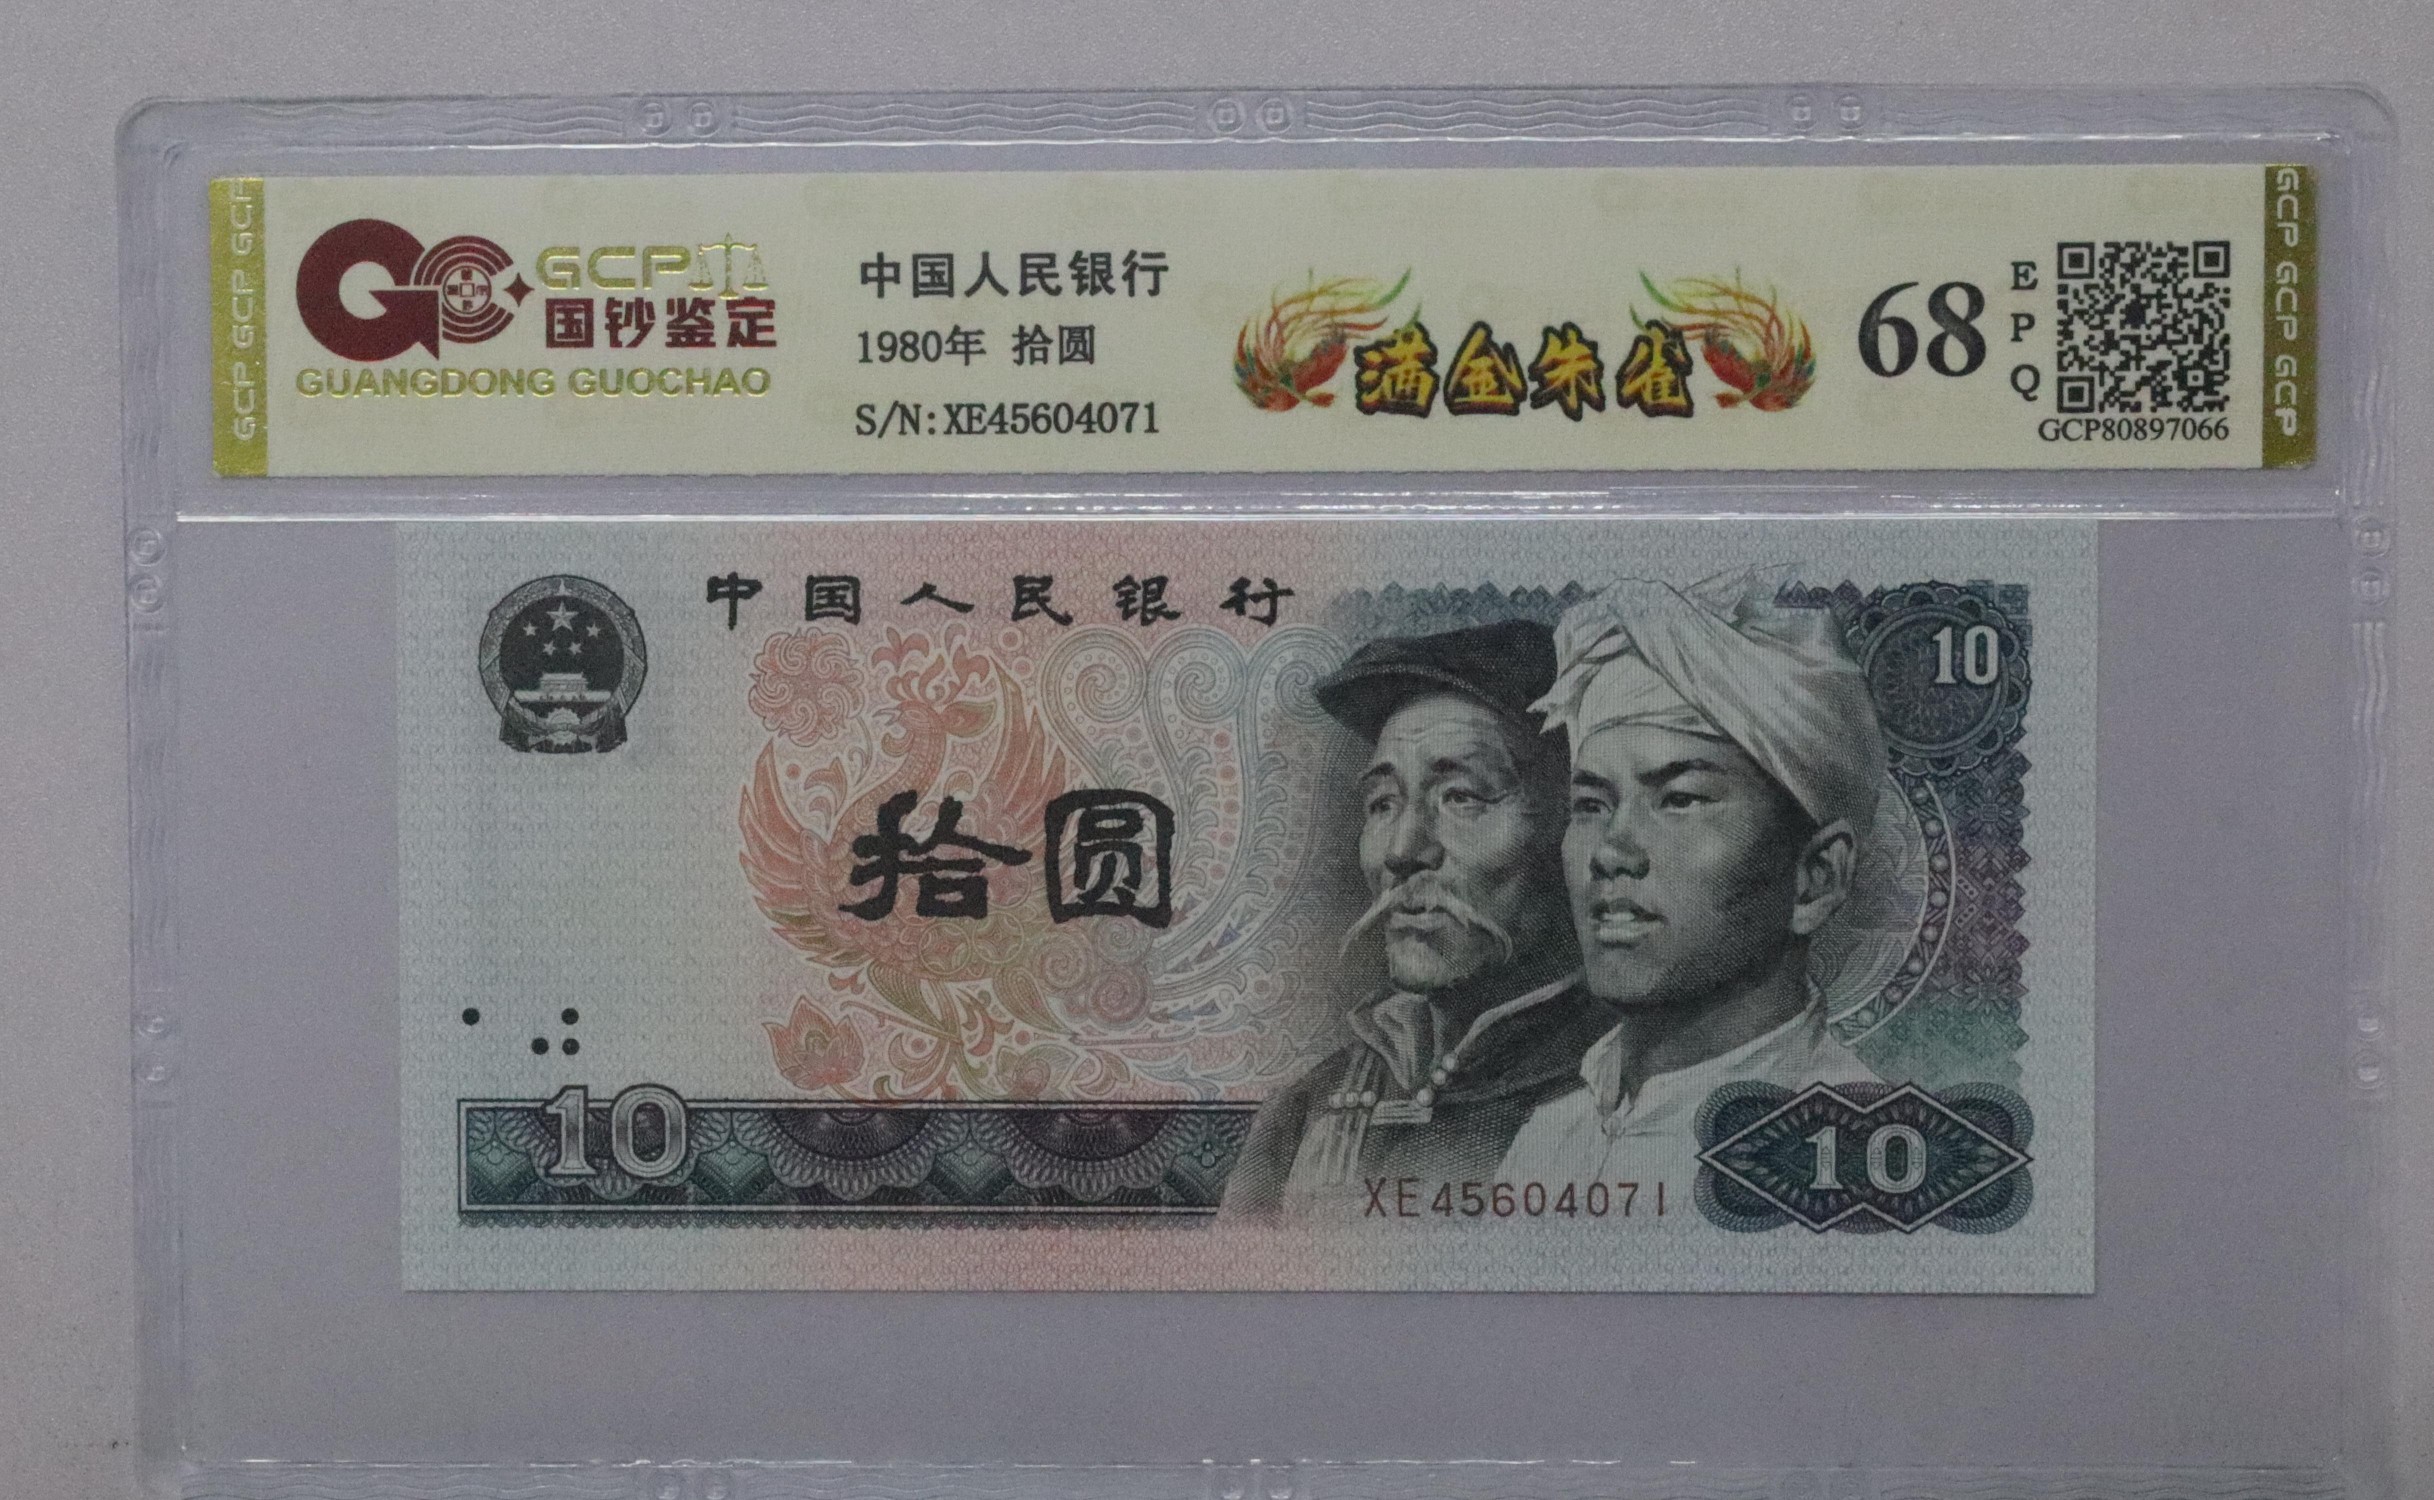 GCP
国钞鉴定
GUANGDONG GUOCHAO
中国人民银行
1980年 拾圆
S/N:XE45604071
满金朱雀
68
EPQ
GCP80897066
GCP GCP GCP
GCP GCP GCP
中国人民银行
10
拾圆
10
XE45604071
10